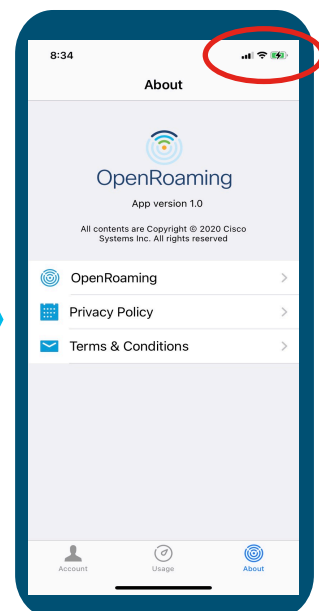 8:34
About
OpenRoaming
App version 1.0
All contents are Copyright © 2020 Cisco
Systems Inc. All rights reserved
OpenRoaming
Privacy Policy
Terms & Conditions
Account Usage About